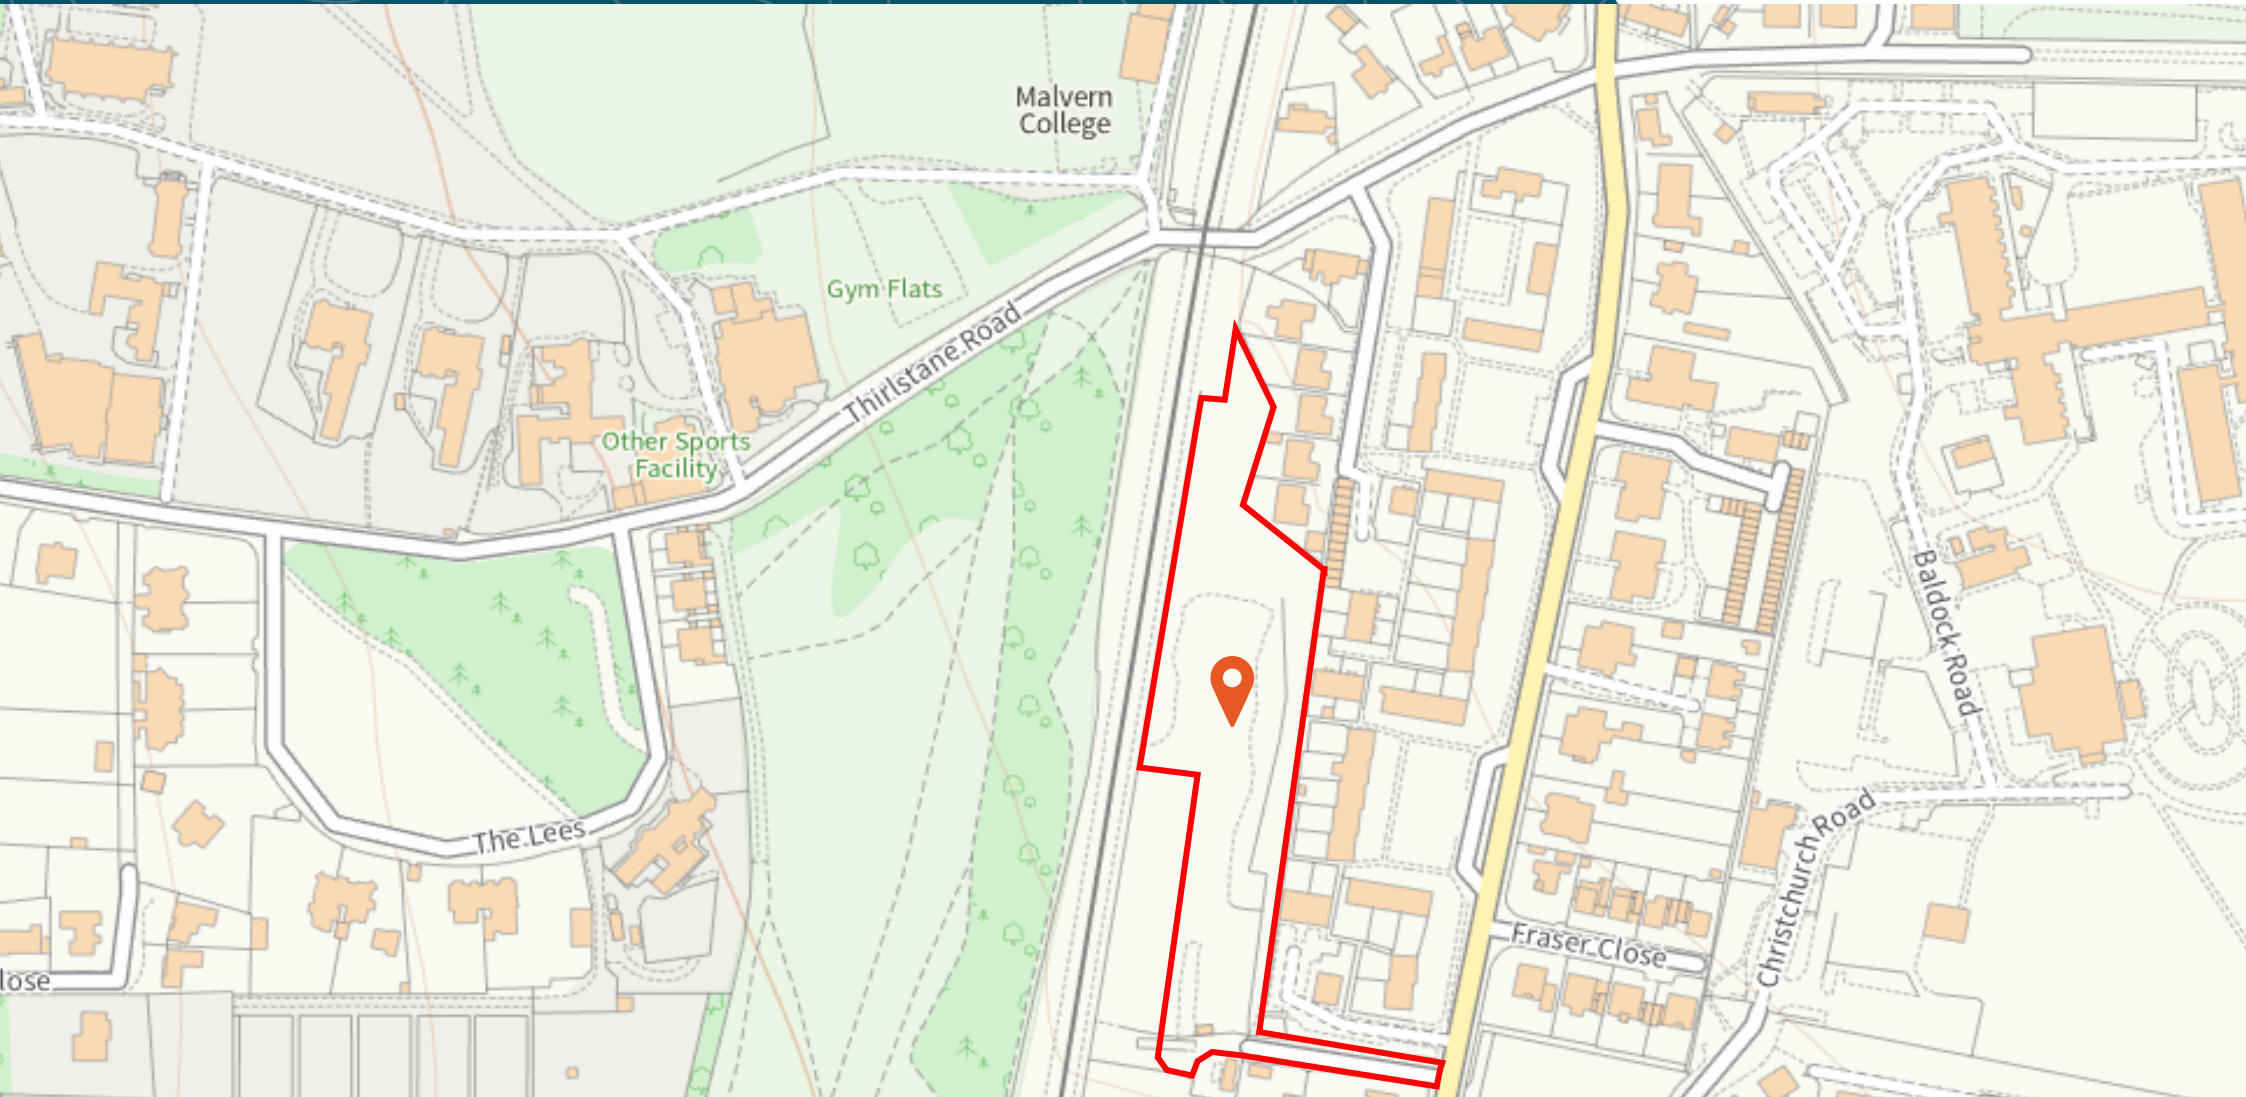 Malvern
College
Gym Flats
Thirlstane Road
Other Sports
Facility
Baldock Road
The Lees
Christchurch Road
Fraser Close
lose